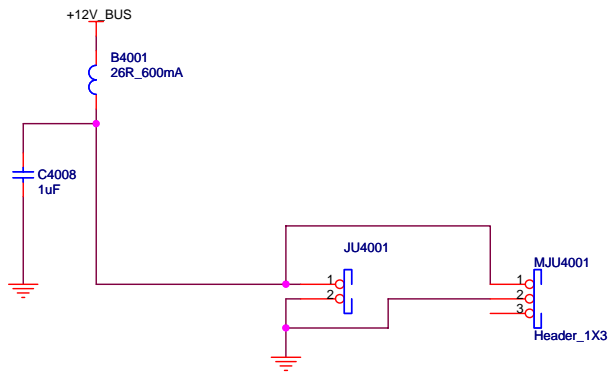 +12V_BUS
B4001
26R_600mA
C4008
1uF
JU4001
1
2
MJU4001
1
2
3
Header_1X3